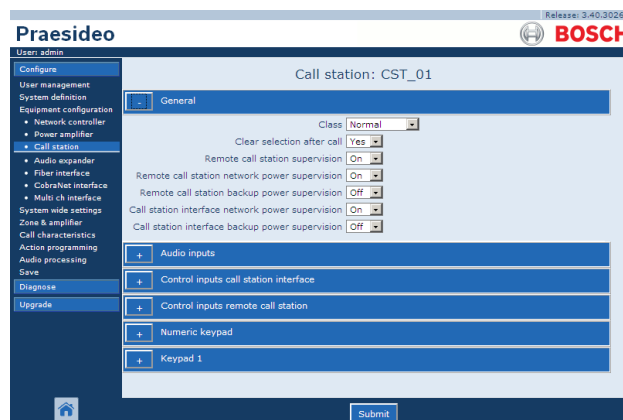 Release: 3.40.3026
Praesideo
BOSCH
User: admin
Configure
User management
System definition
Equipment configuration
• Network controller
• Power amplifier
• Call station
• Audio expander
• Fiber interface
• CobraNet interface
• Multi ch interface
System wide settings
Zone & amplifier
Call characteristics
Action programming
Audio processing
Save
Diagnose
Upgrade
Call station: CST_01
- General
Class Normal
Clear selection after call Yes
Remote call station supervision On
Remote call station network power supervision On
Remote call station backup power supervision Off
Call station interface network power supervision On
Call station interface backup power supervision Off
+ Audio inputs
+ Control inputs call station interface
+ Control inputs remote call station
+ Numeric keypad
+ Keypad 1
Submit